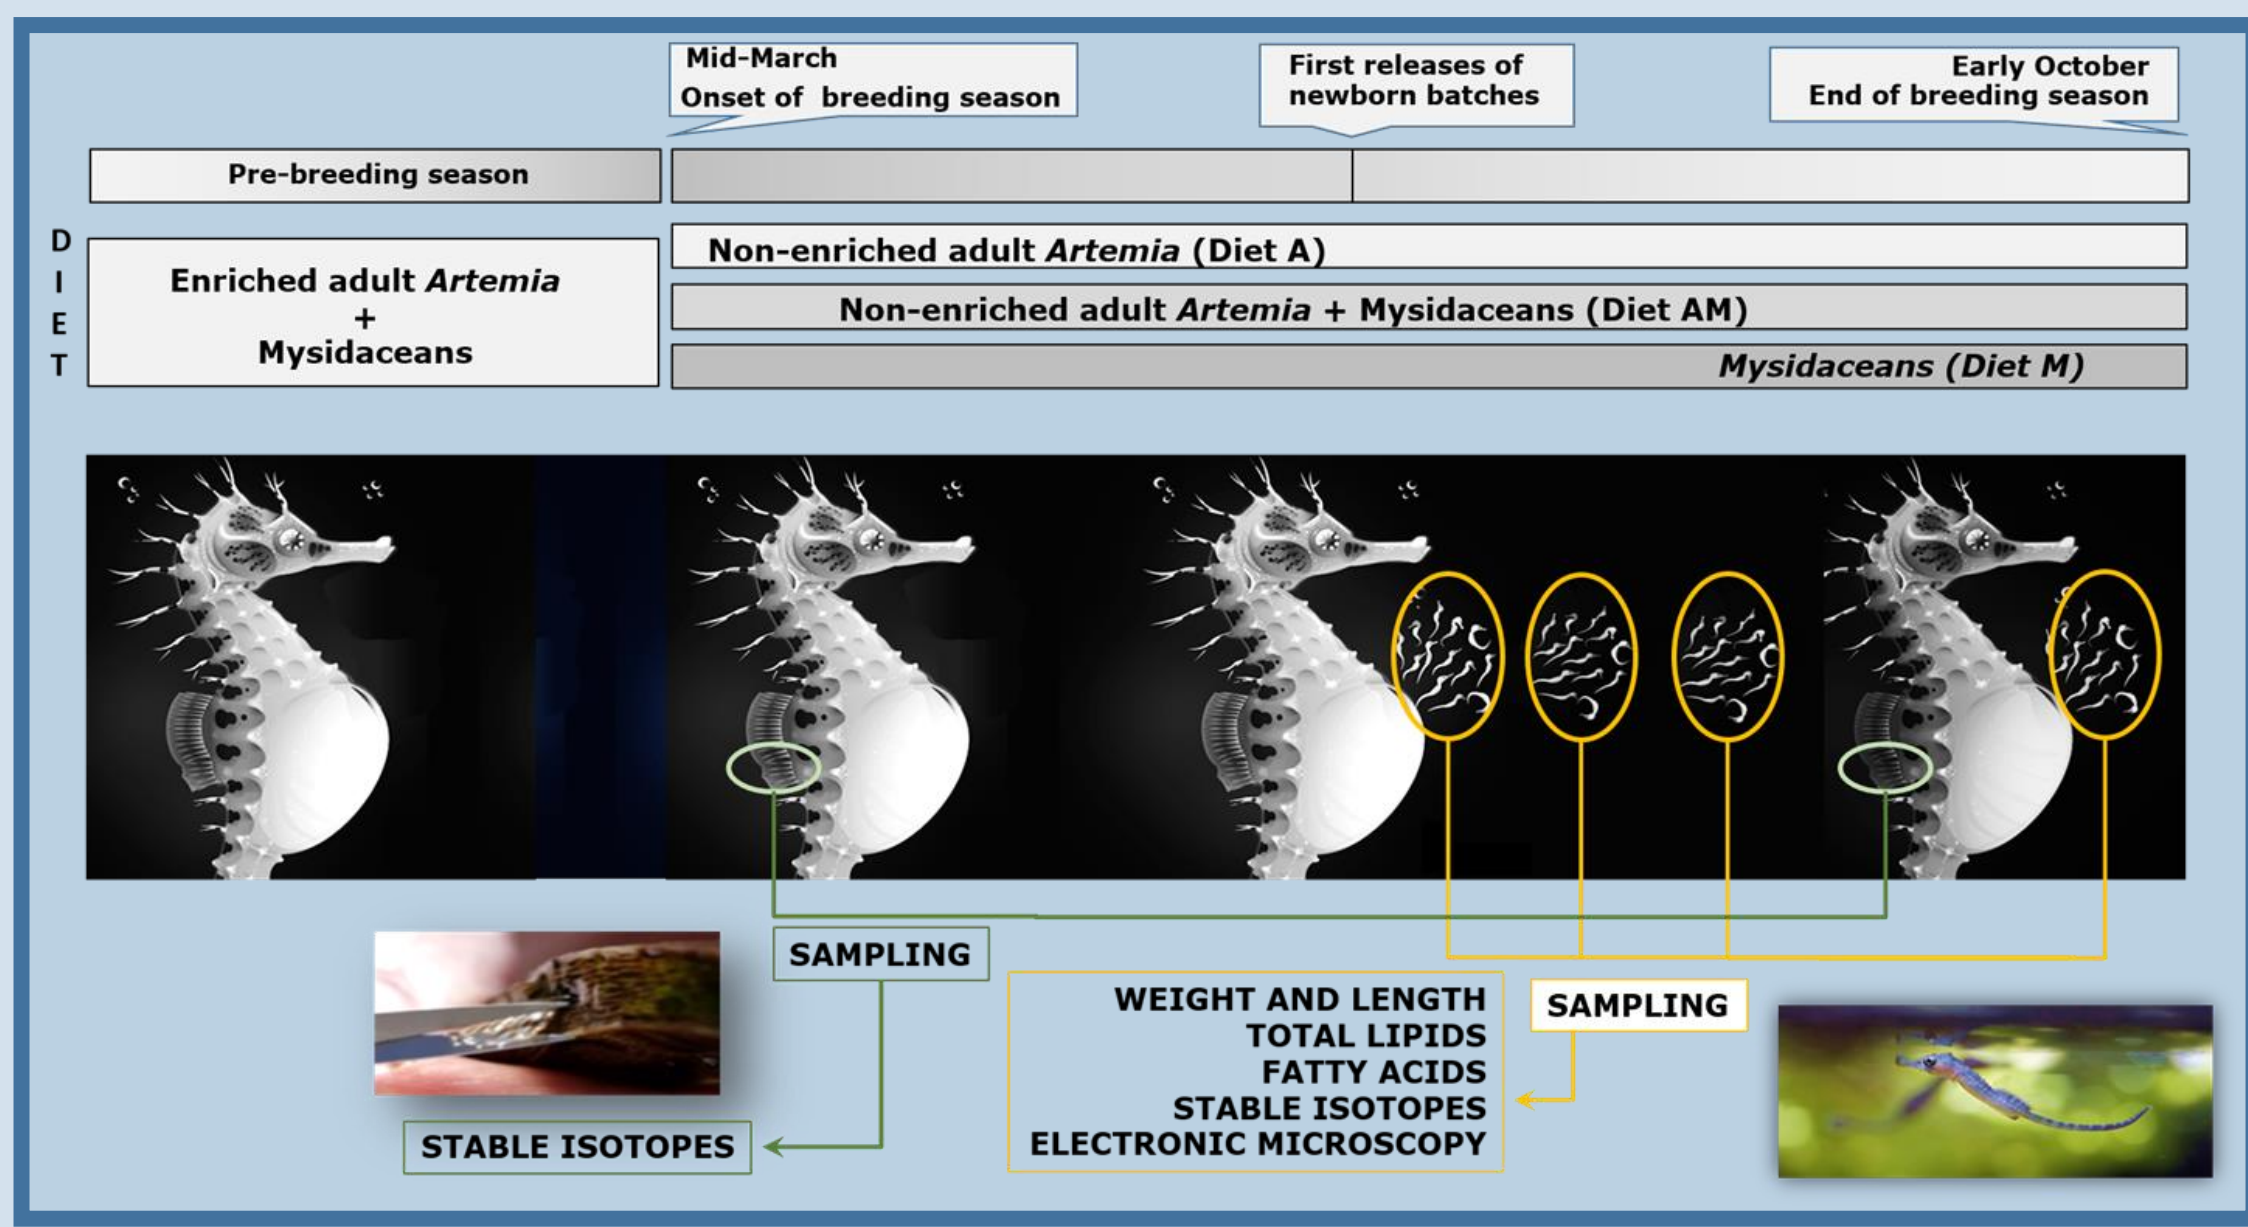 Mid-March
Onset of breeding season
First releases of
newborn batches
Early October
End of breeding season
Pre-breeding season
DIET
Enriched adult Artemia
+
Mysidaceans
Non-enriched adult Artemia (Diet A)
Non-enriched adult Artemia + Mysidaceans (Diet AM)
Mysidaceans (Diet M)
SAMPLING
STABLE ISOTOPES
WEIGHT AND LENGTH
TOTAL LIPIDS
FATTY ACIDS
STABLE ISOTOPES
ELECTRONIC MICROSCOPY
SAMPLING